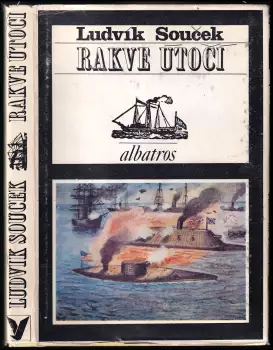 Ludvík Souček
RAKVE ÚTOČÍ
albatros
LUDVÍK SOUČEK RAKVE ÚTOČÍ